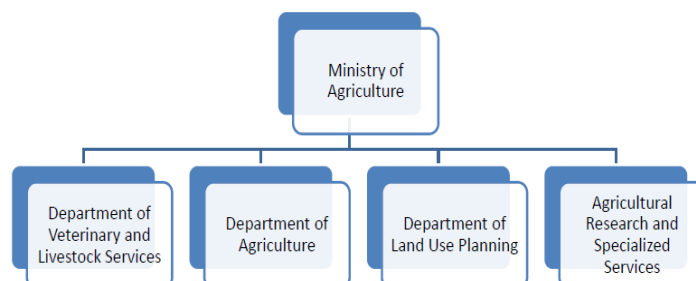 Ministry of
Agriculture
Department of
Veterinary and
Livestock Services
Department of
Agriculture
Department of
Land Use Planning
Agricultural
Research and
Specialized
Services